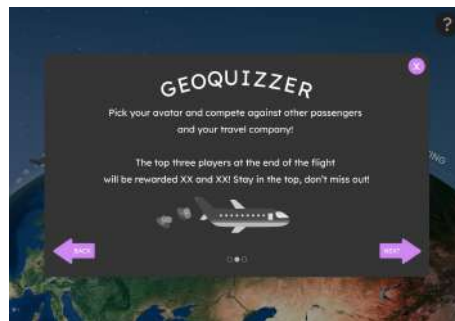 ?
X
GEOQUIZZER
Pick your avatar and compete against other passengers
and your travel company!
The top three players at the end of the flight
will be rewarded XX and XX! Stay in the top, don't miss out!
BACK
NEXT